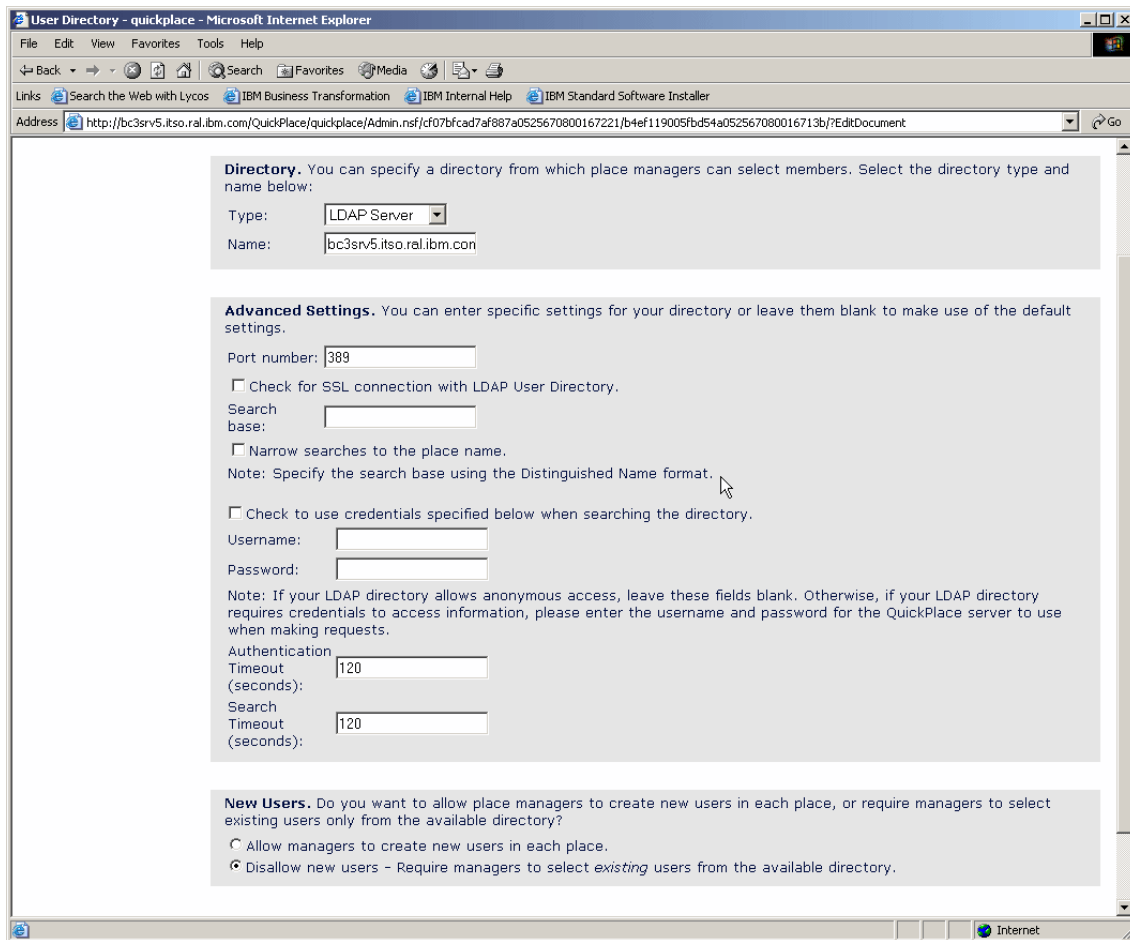 User Directory - quickplace - Microsoft Internet Explorer
File Edit View Favorites Tools Help
Back Search Favorites Media
Links Search the Web with Lycos IBM Business Transformation IBM Internal Help IBM Standard Software Installer
Address http://bc3srv5.itso.ral.ibm.com/QuickPlace/quickplace/Admin.nsf/cf07bfcad7af887a0525670800167221/b4ef119005fbd54a052567080016713b/?EditDocument Go
Directory. You can specify a directory from which place managers can select members. Select the directory type and
name below:
Type: LDAP Server
Name: bc3srv5.itso.ral.ibm.con
Advanced Settings. You can enter specific settings for your directory or leave them blank to make use of the default
settings.
Port number: 389
Check for SSL connection with LDAP User Directory.
Search
base:
Narrow searches to the place name.
Note: Specify the search base using the Distinguished Name format.
Check to use credentials specified below when searching the directory.
Username:
Password:
Note: If your LDAP directory allows anonymous access, leave these fields blank. Otherwise, if your LDAP directory
requires credentials to access information, please enter the username and password for the QuickPlace server to use
when making requests.
Authentication
Timeout 120
(seconds):
Search
Timeout 120
(seconds):
New Users. Do you want to allow place managers to create new users in each place, or require managers to select
existing users only from the available directory?
Allow managers to create new users in each place.
Disallow new users - Require managers to select existing users from the available directory.
Internet